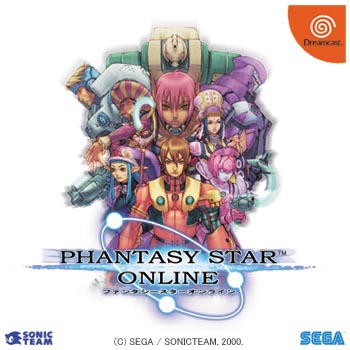 Dreamcast.
PHANTASY STAR™
ONLINE
ファンタシースターオンライン
SONIC
TEAM
SEGA
(C) SEGA / SONICTEAM, 2000.